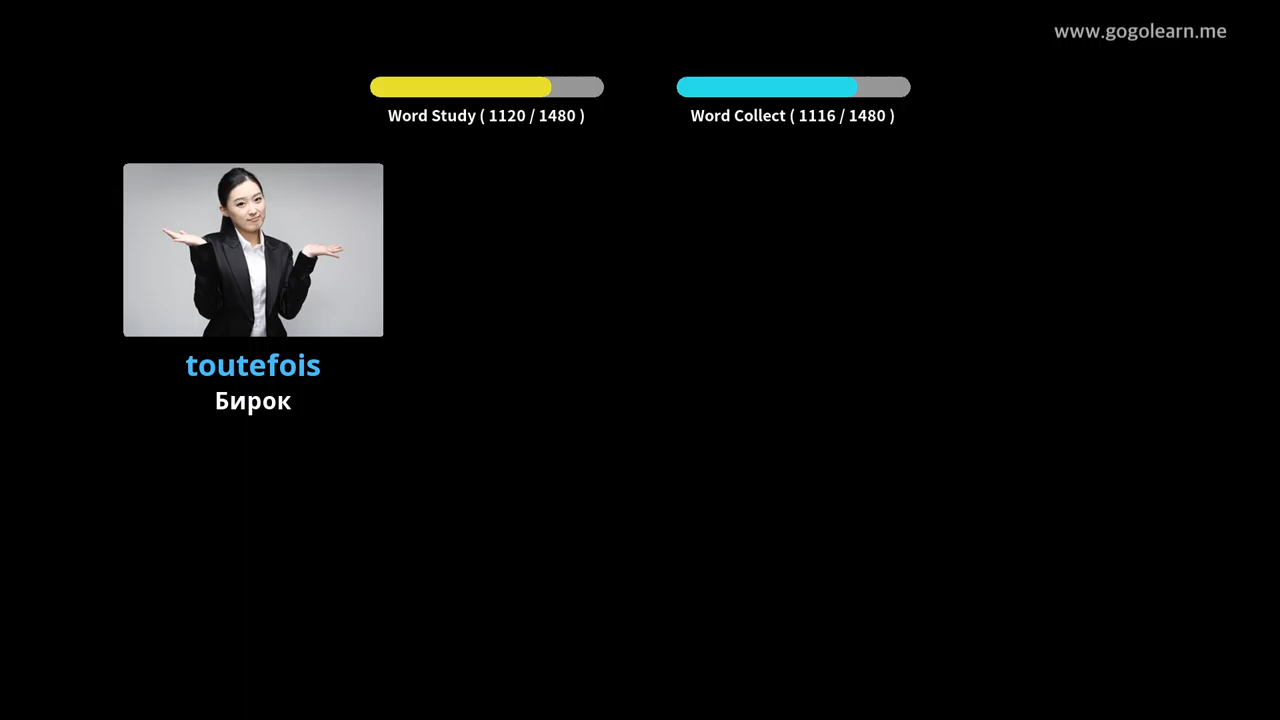 www.gogolearn.me
Word Study ( 1120 / 1480 )
Word Collect ( 1116 / 1480 )
toutefois
Бирок